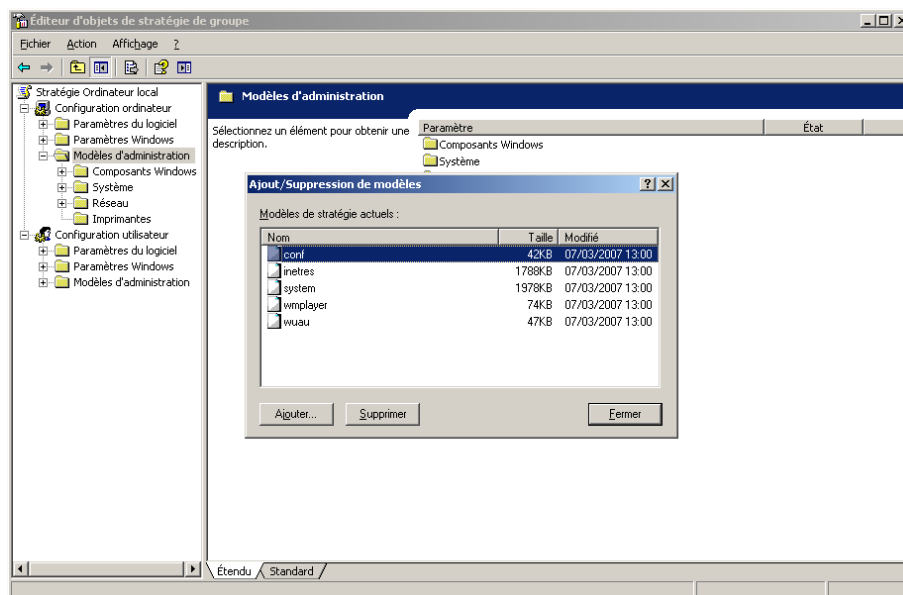 Éditeur d'objets de stratégie de groupe
Fichier Action Affichage ?
Stratégie Ordinateur local
Configuration ordinateur
Paramètres du logiciel
Paramètres Windows
Modèles d'administration
Composants Windows
Système
Réseau
Imprimantes
Configuration utilisateur
Paramètres du logiciel
Paramètres Windows
Modèles d'administration
Modèles d'administration
Sélectionnez un élément pour obtenir une
description.
Paramètre État
Composants Windows
Système
Ajout/Suppression de modèles
Modèles de stratégie actuels :
Nom Taille Modifié
conf 42KB 07/03/2007 13:00
inetres 1788KB 07/03/2007 13:00
system 1978KB 07/03/2007 13:00
wmplayer 74KB 07/03/2007 13:00
wuau 47KB 07/03/2007 13:00
Ajouter... Supprimer Fermer
Étendu Standard